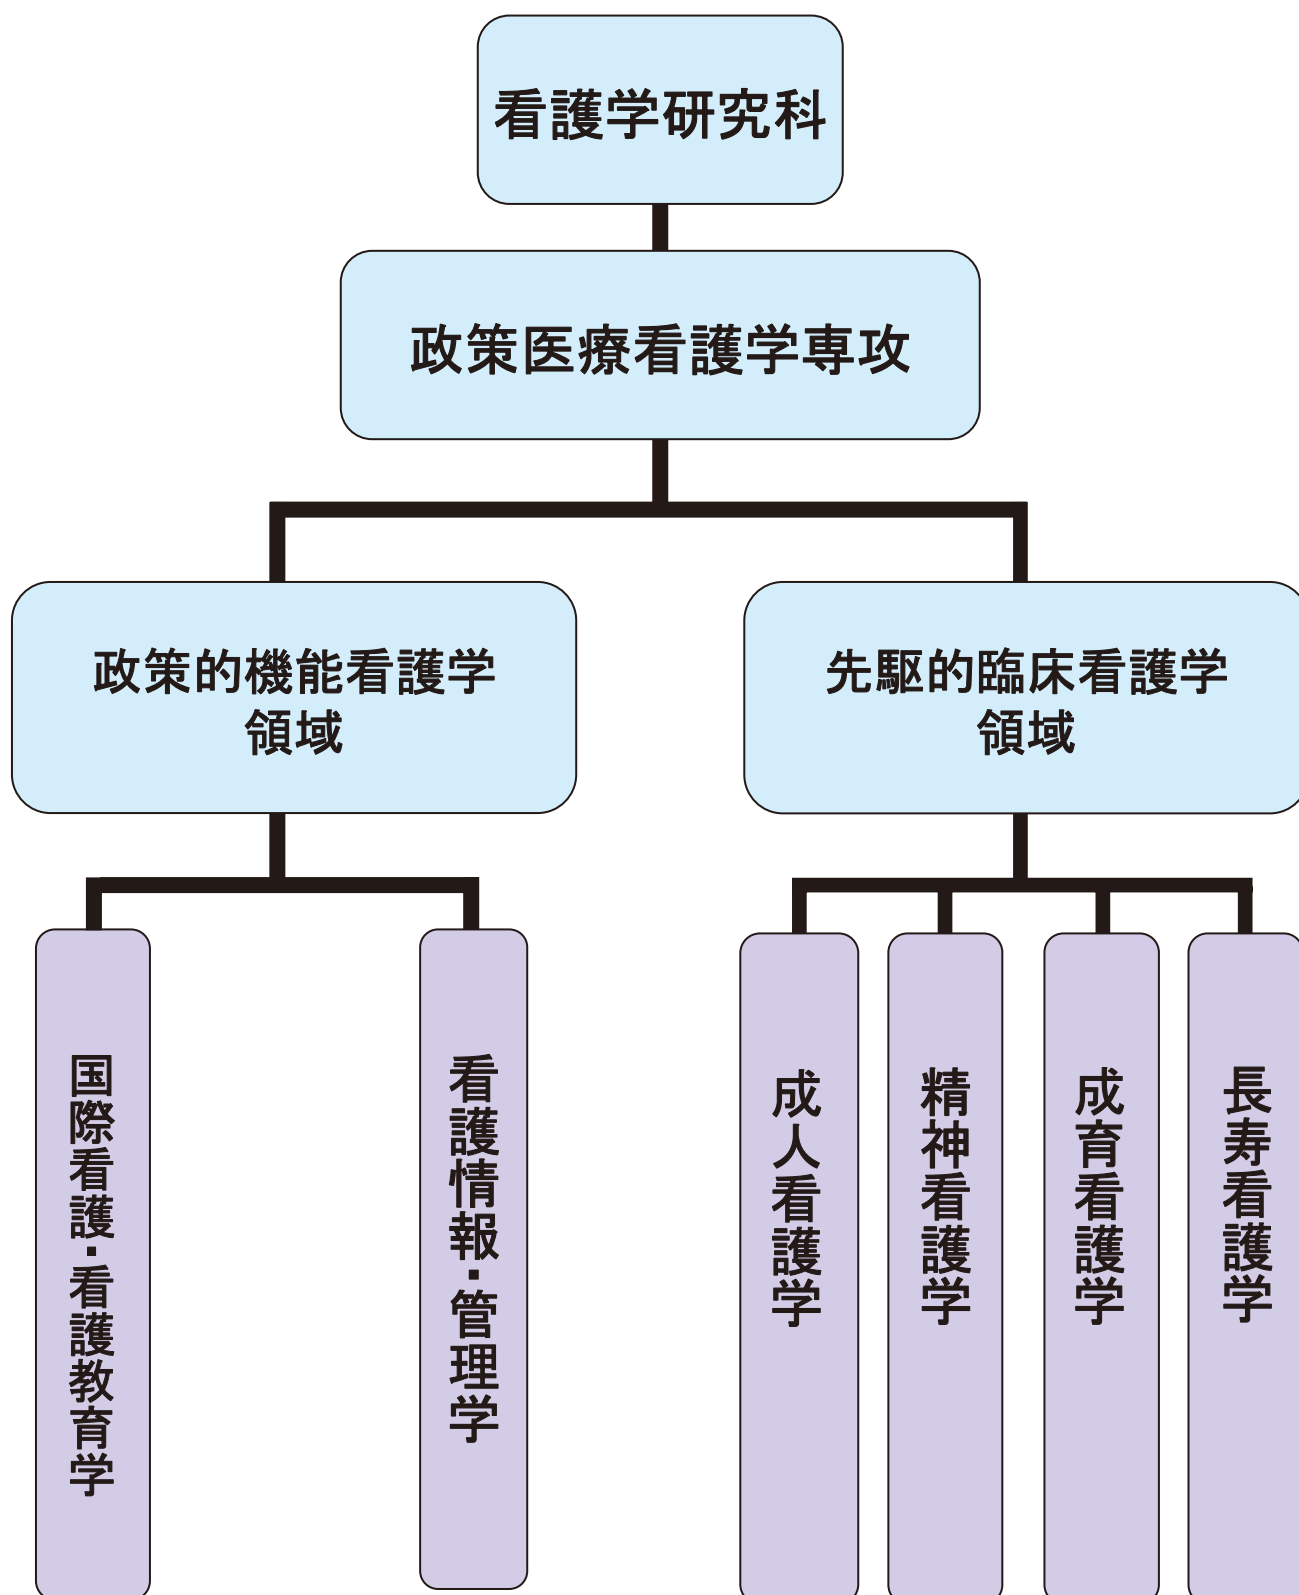 看護学研究科
政策医療看護学専攻
政策的機能看護学
領域
先駆的臨床看護学
領域
国際看護・看護教育学
看護情報・管理学
成人看護学
精神看護学
成育看護学
長寿看護学